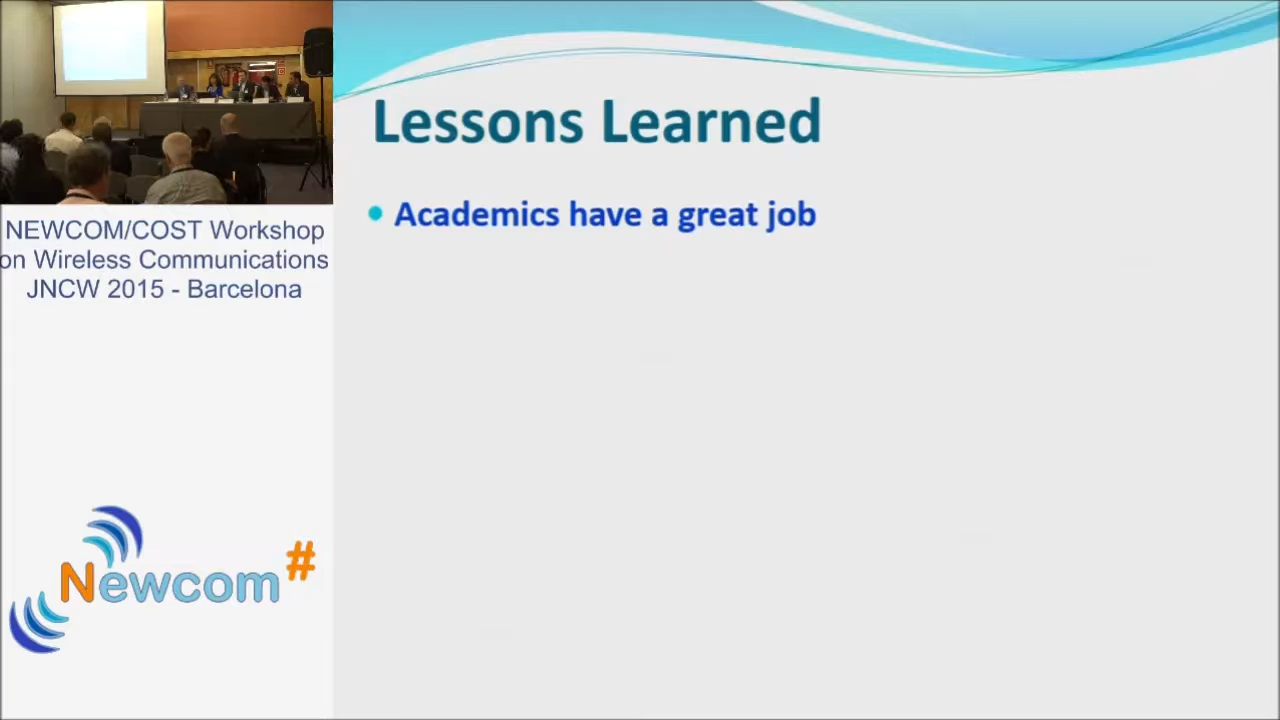 NEWCOM/COST Workshop
on Wireless Communications
JNCW 2015 - Barcelona
Newcom#
Lessons Learned
• Academics have a great job